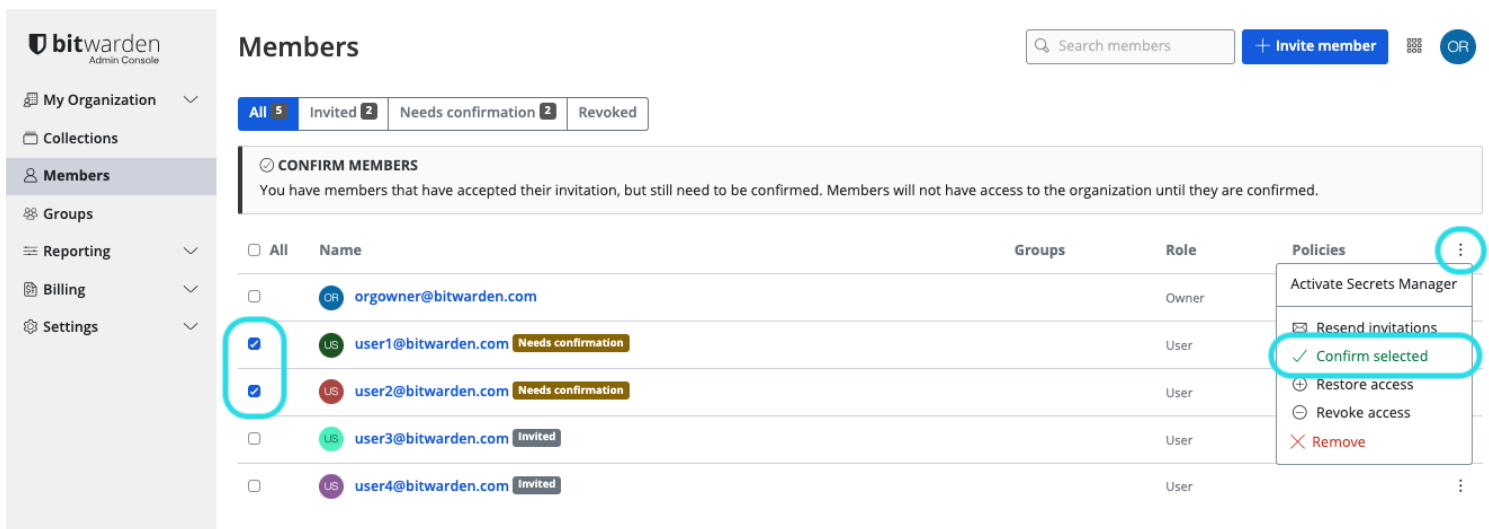 bitwarden
Admin Console
My Organization
Collections
Members
Groups
Reporting
Billing
Settings
Members
Search members
+ Invite member
OR
All 5
Invited 2
Needs confirmation 2
Revoked
CONFIRM MEMBERS
You have members that have accepted their invitation, but still need to be confirmed. Members will not have access to the organization until they are confirmed.
All Name Groups Role Policies
OR orgowner@bitwarden.com Owner
US user1@bitwarden.com Needs confirmation User
US user2@bitwarden.com Needs confirmation User
US user3@bitwarden.com Invited User
US user4@bitwarden.com Invited User
Activate Secrets Manager
Resend invitations
Confirm selected
Restore access
Revoke access
Remove